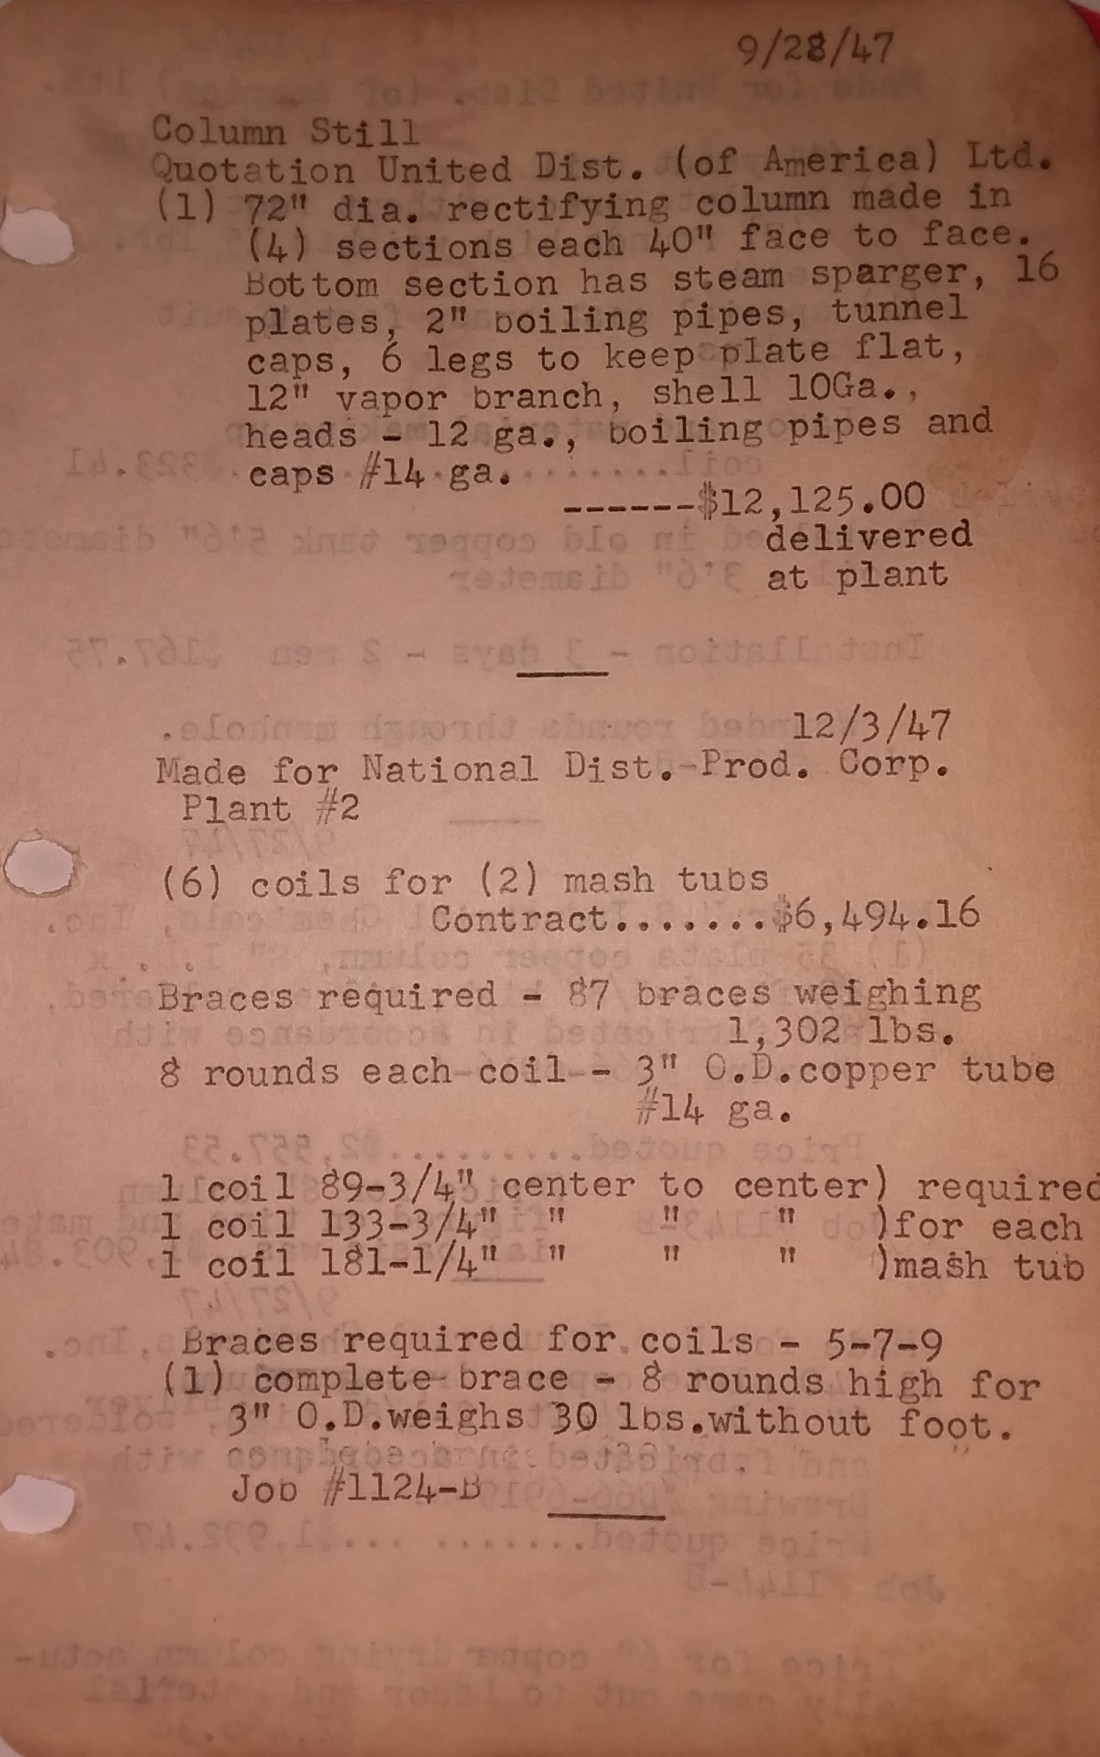 9/28/47
Column Still
Quotation United Dist. (of America) Ltd.
(1) 72" dia. rectifying column made in
(4) sections each 40" face to face.
Bottom section has steam sparger, 16
plates, 2" boiling pipes, tunnel
caps, 6 legs to keep plate flat,
12" vapor branch, shell 10Ga.,
heads - 12 ga., boiling pipes and
caps #14 ga.
------$12,125.00
delivered
at plant
12/3/47
Made for National Dist. Prod. Corp.
Plant #2
(6) coils for (2) mash tubs
Contract.......$6,494.16
Braces required - 87 braces weighing
1,302 lbs.
8 rounds each coil - 3" O.D.copper tube
#14 ga.
1 coil 89-3/4" center to center) required
1 coil 133-3/4" " " " )for each
1 coil 181-1/4" " " " )mash tub
Braces required for coils - 5-7-9
(1) complete brace - 8 rounds high for
3" O.D.weighs 30 lbs.without foot.
Job #1124-B